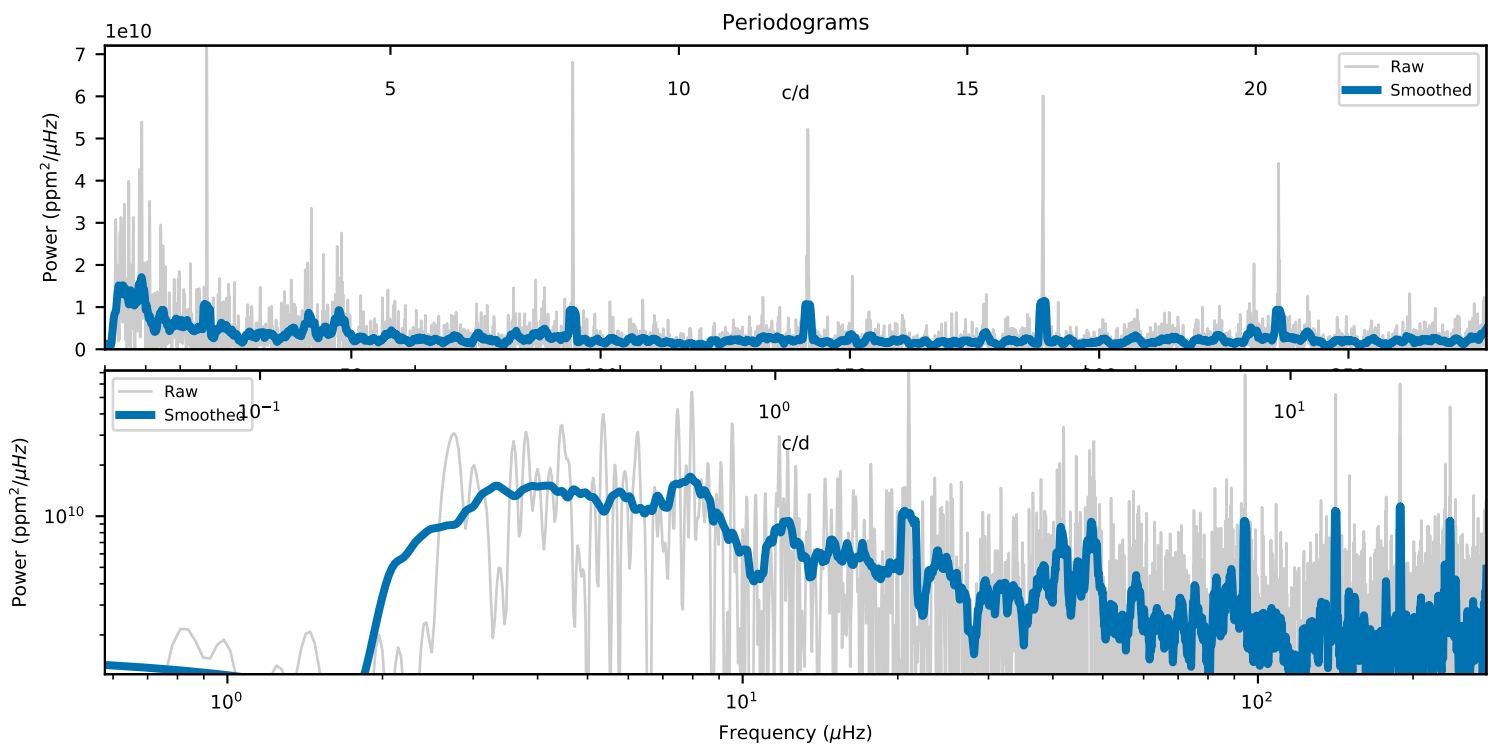 Periodograms
1e10
7
6
5
4
3
2
1
0
Power (ppm²/μHz)
5
10
15
20
c/d
Raw
Smoothed
Raw
Smoothed
10⁻¹
10⁰
10¹
c/d
10¹⁰
Power (ppm²/μHz)
10⁰
10¹
10²
Frequency (μHz)